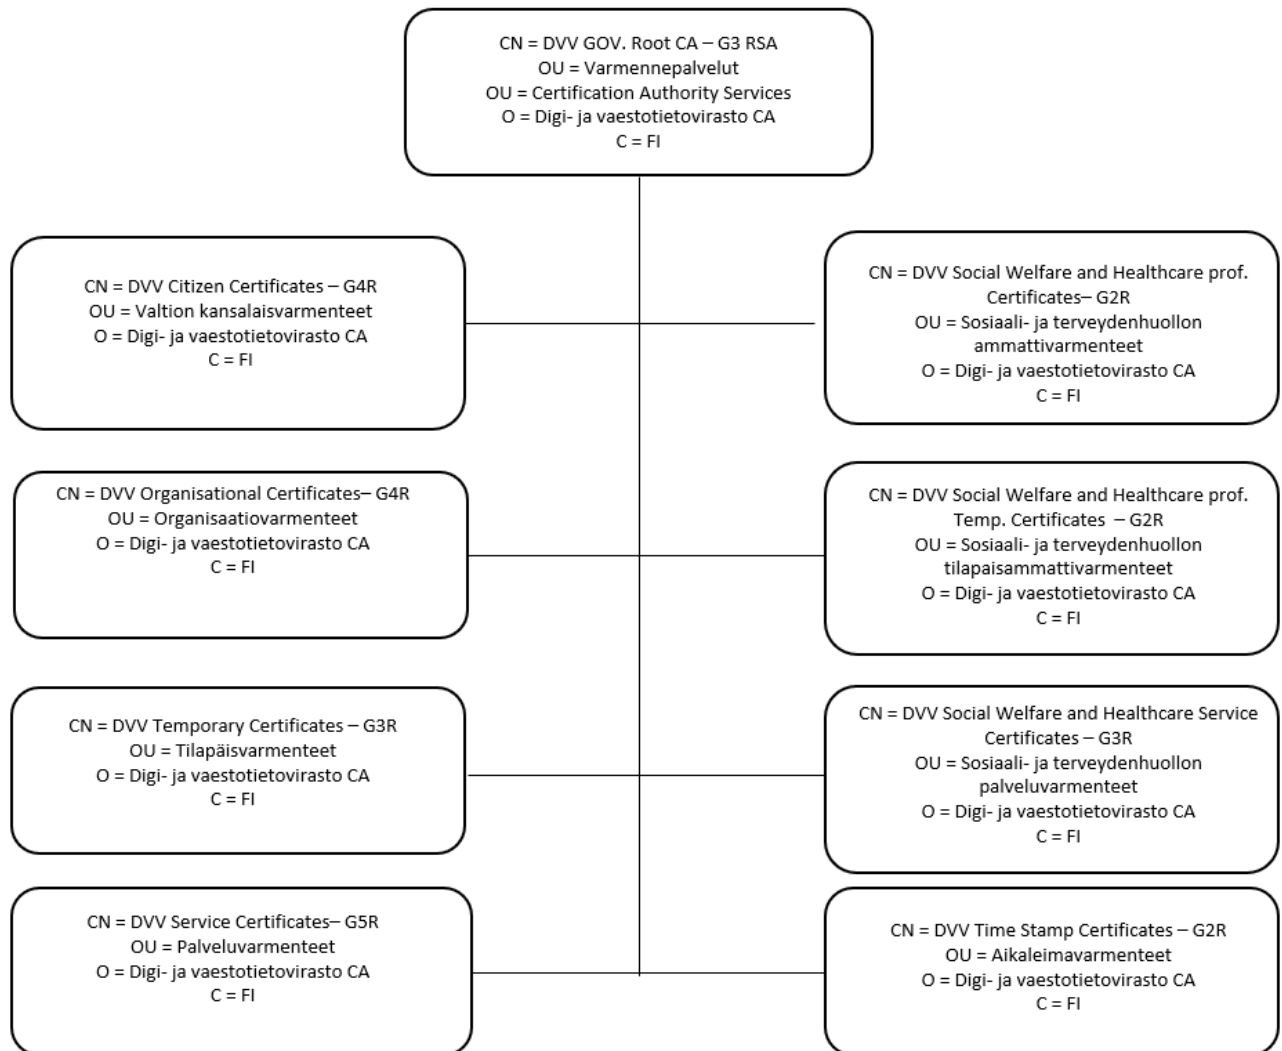 CN = DVV GOV. Root CA – G3 RSA
OU = Varmennepalvelut
OU = Certification Authority Services
O = Digi- ja vaestotietovirasto CA
C = FI
CN = DVV Citizen Certificates – G4R
OU = Valtion kansalaisvarmenteet
O = Digi- ja vaestotietovirasto CA
C = FI
CN = DVV Social Welfare and Healthcare prof.
Certificates– G2R
OU = Sosiaali- ja terveydenhuollon
ammattivarmenteet
O = Digi- ja vaestotietovirasto CA
C = FI
CN = DVV Organisational Certificates– G4R
OU = Organisaatiovarmenteet
O = Digi- ja vaestotietovirasto CA
C = FI
CN = DVV Social Welfare and Healthcare prof.
Temp. Certificates – G2R
OU = Sosiaali- ja terveydenhuollon
tilapaisammattivarmenteet
O = Digi- ja vaestotietovirasto CA
C = FI
CN = DVV Temporary Certificates – G3R
OU = Tilapäisvarmenteet
O = Digi- ja vaestotietovirasto CA
C = FI
CN = DVV Social Welfare and Healthcare Service
Certificates – G3R
OU = Sosiaali- ja terveydenhuollon
palveluvarmenteet
O = Digi- ja vaestotietovirasto CA
C = FI
CN = DVV Service Certificates– G5R
OU = Palveluvarmenteet
O = Digi- ja vaestotietovirasto CA
C = FI
CN = DVV Time Stamp Certificates – G2R
OU = Aikaleimavarmenteet
O = Digi- ja vaestotietovirasto CA
C = FI